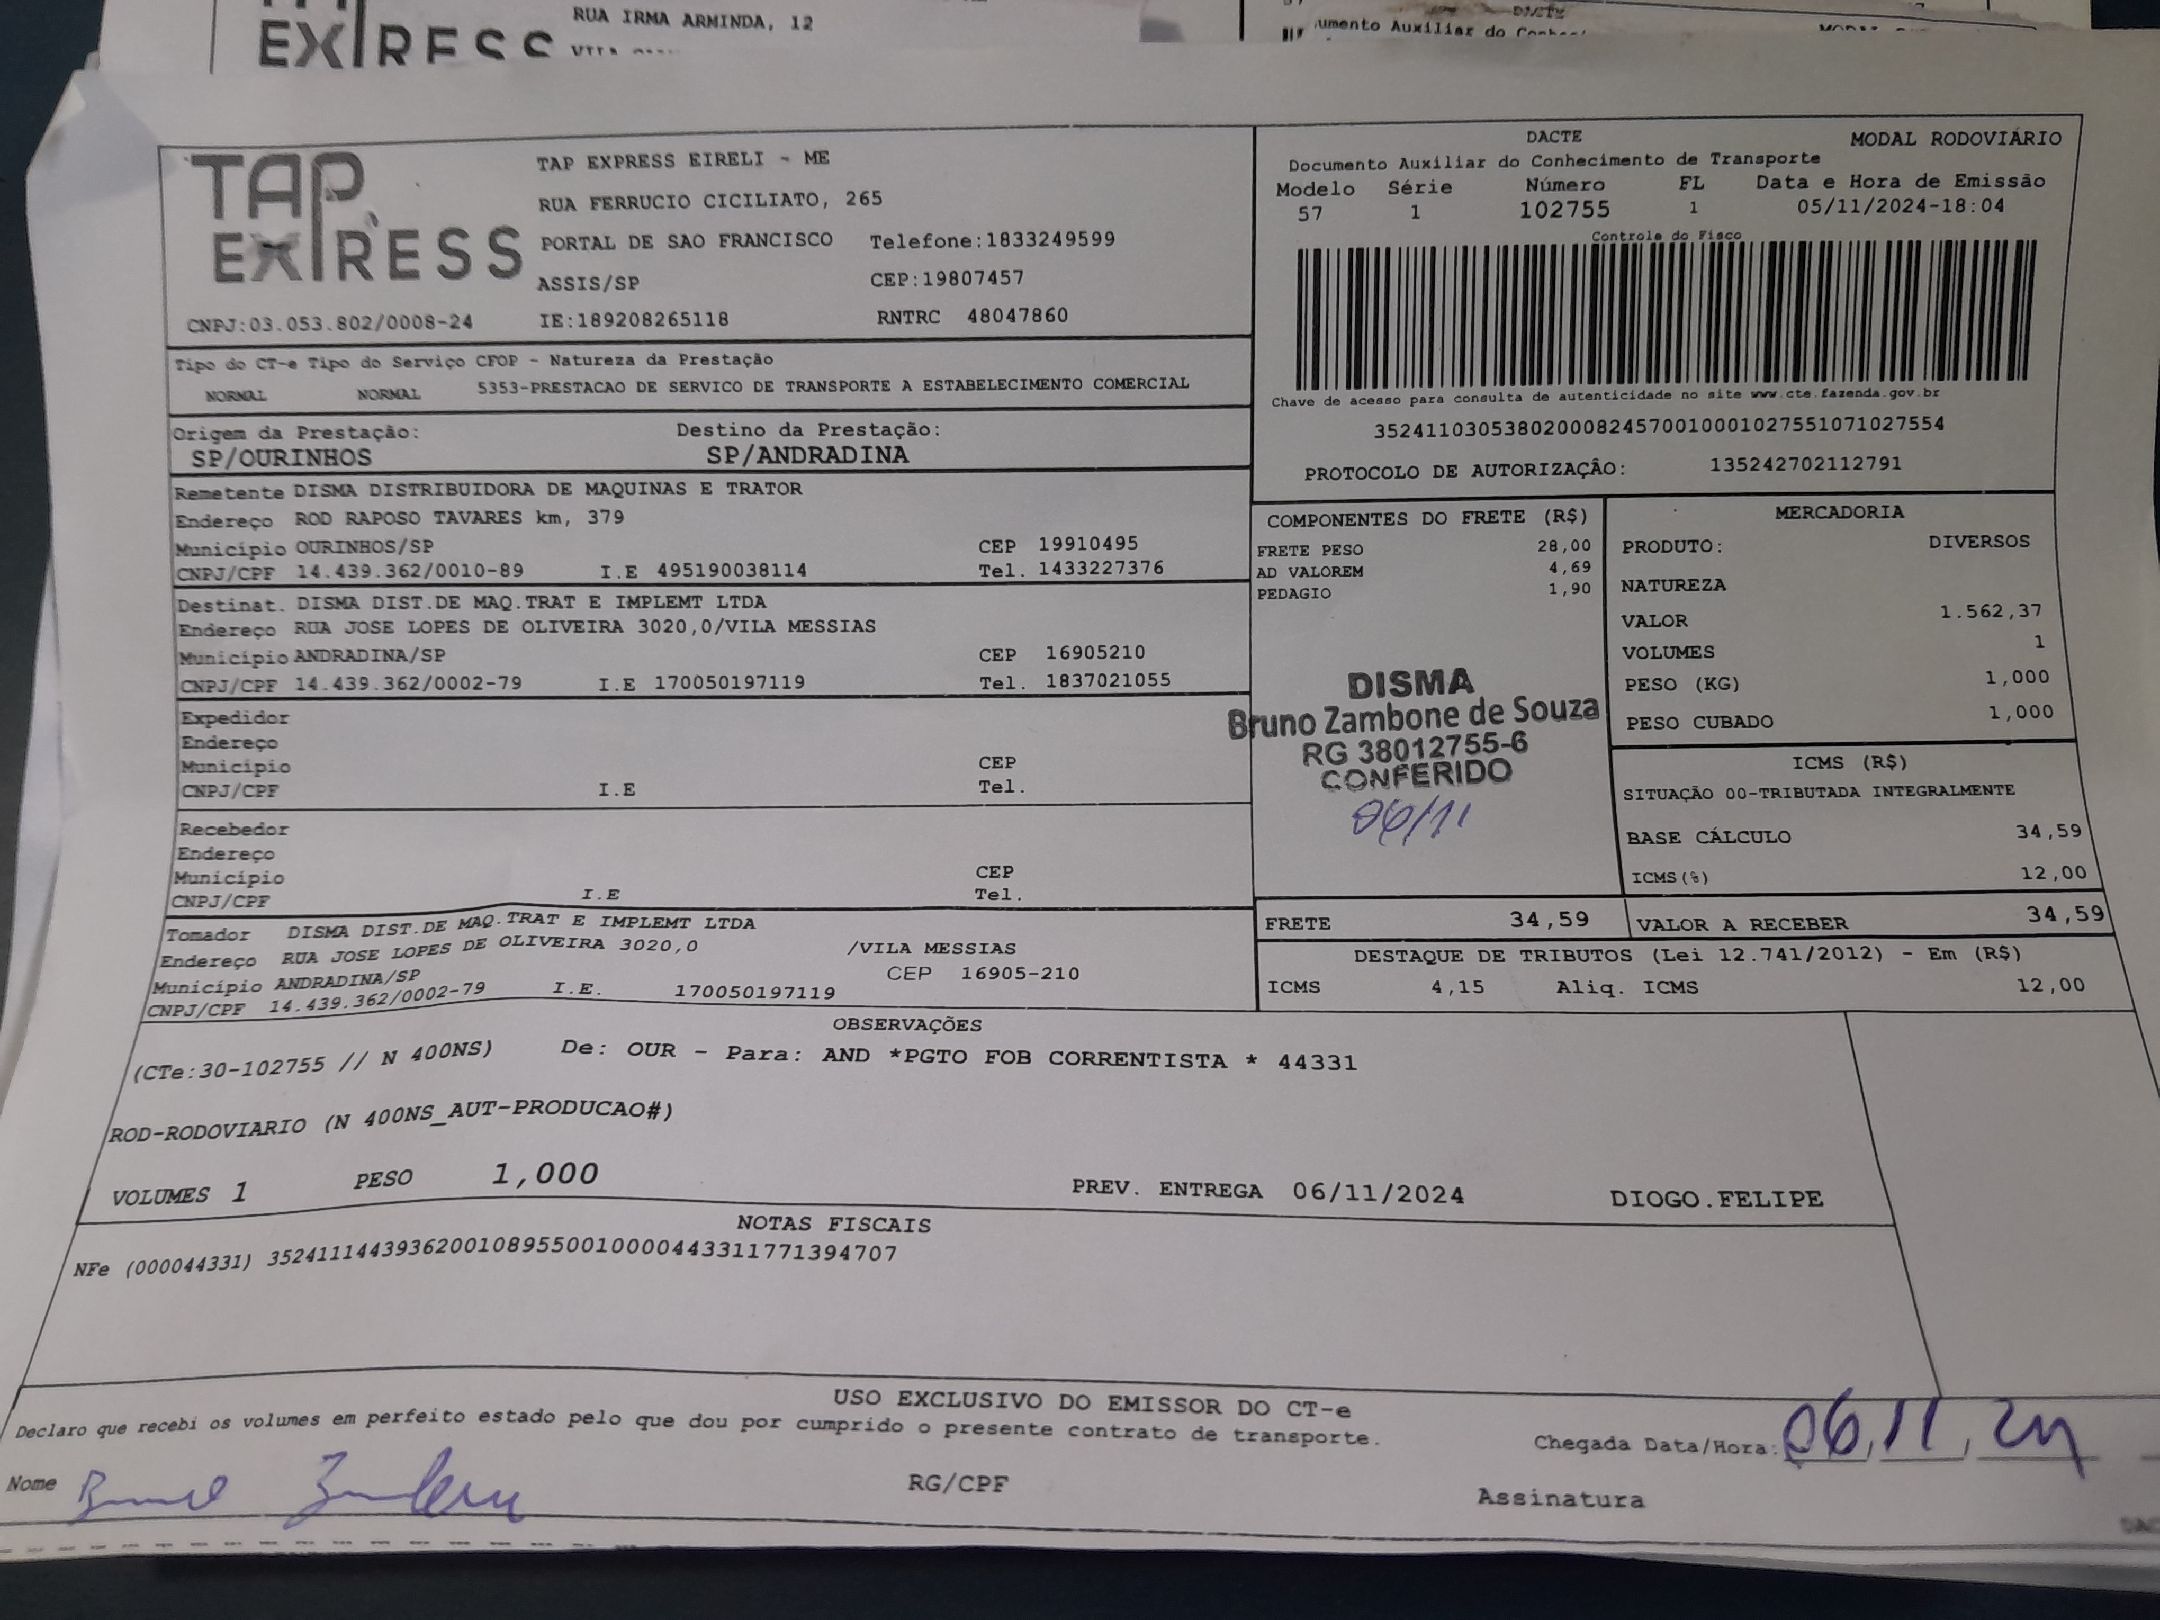 EXPRESS
RUA IRMA ARMINDA, 12
DACTE
umento Auxiliar do
TAP EXPRESS
TAP EXPRESS EIRELI - ME
RUA FERRUCIO CICILIATO, 265
PORTAL DE SAO FRANCISCO Telefone:1833249599
ASSIS/SP CEP:19807457
CNPJ:03.053.802/0008-24 IE:189208265118 RNTRC 48047860
DACTE MODAL RODOVIÁRIO
Documento Auxiliar do Conhecimento de Transporte
Modelo Série Número FL Data e Hora de Emissão
57 1 102755 1 05/11/2024-18:04
Controle do Fisco
Chave de acesso para consulta de autenticidade no site www.cte.fazenda.gov.br
35241103053802000824570010001027551071027554
PROTOCOLO DE AUTORIZAÇÂO: 135242702112791
Tipo do CT-e Tipo do Serviço CFOP - Natureza da Prestação
NORMAL NORMAL 5353-PRESTACAO DE SERVICO DE TRANSPORTE A ESTABELECIMENTO COMERCIAL
Origem da Prestação: Destino da Prestação:
SP/OURINHOS SP/ANDRADINA
Remetente DISMA DISTRIBUIDORA DE MAQUINAS E TRATOR
Endereço ROD RAPOSO TAVARES km, 379
Município OURINHOS/SP CEP 19910495
CNPJ/CPF 14.439.362/0010-89 I.E 495190038114 Tel. 1433227376
Destinat. DISMA DIST.DE MAQ.TRAT E IMPLEMT LTDA
Endereço RUA JOSE LOPES DE OLIVEIRA 3020,0/VILA MESSIAS
Município ANDRADINA/SP CEP 16905210
CNPJ/CPF 14.439.362/0002-79 I.E 170050197119 Tel. 1837021055
Expedidor
Endereço
Município CEP
CNPJ/CPF I.E Tel.
Recebedor
Endereço
Município CEP
CNPJ/CPF I.E Tel.
Tomador DISMA DIST.DE MAQ.TRAT E IMPLEMT LTDA
Endereço RUA JOSE LOPES DE OLIVEIRA 3020,0 /VILA MESSIAS
Município ANDRADINA/SP CEP 16905-210
CNPJ/CPF 14.439.362/0002-79 I.E. 170050197119
COMPONENTES DO FRETE (R$)
FRETE PESO 28,00
AD VALOREM 4,69
PEDAGIO 1,90
DISMA
Bruno Zambone de Souza
RG 38012755-6
CONFERIDO
06/11
MERCADORIA
PRODUTO: DIVERSOS
NATUREZA
VALOR 1.562,37
VOLUMES 1
PESO (KG) 1,000
PESO CUBADO 1,000
ICMS (R$)
SITUAÇÃO 00-TRIBUTADA INTEGRALMENTE
BASE CÁLCULO 34,59
ICMS(%) 12,00
FRETE 34,59 VALOR A RECEBER 34,59
DESTAQUE DE TRIBUTOS (Lei 12.741/2012) - Em (R$)
ICMS 4,15 Aliq. ICMS 12,00
OBSERVAÇÕES
(CTe:30-102755 // N 400NS) De: OUR - Para: AND *PGTO FOB CORRENTISTA * 44331
ROD-RODOVIARIO (N 400NS_AUT-PRODUCAO#)
VOLUMES 1 PESO 1,000 PREV. ENTREGA 06/11/2024 DIOGO.FELIPE
NOTAS FISCAIS
NFe (000044331) 35241114439362001089550010000443311771394707
USO EXCLUSIVO DO EMISSOR DO CT-e
Declaro que recebi os volumes em perfeito estado pelo que dou por cumprido o presente contrato de transporte.
Chegada Data/Hora: 06/11/24
Nome RG/CPF Assinatura